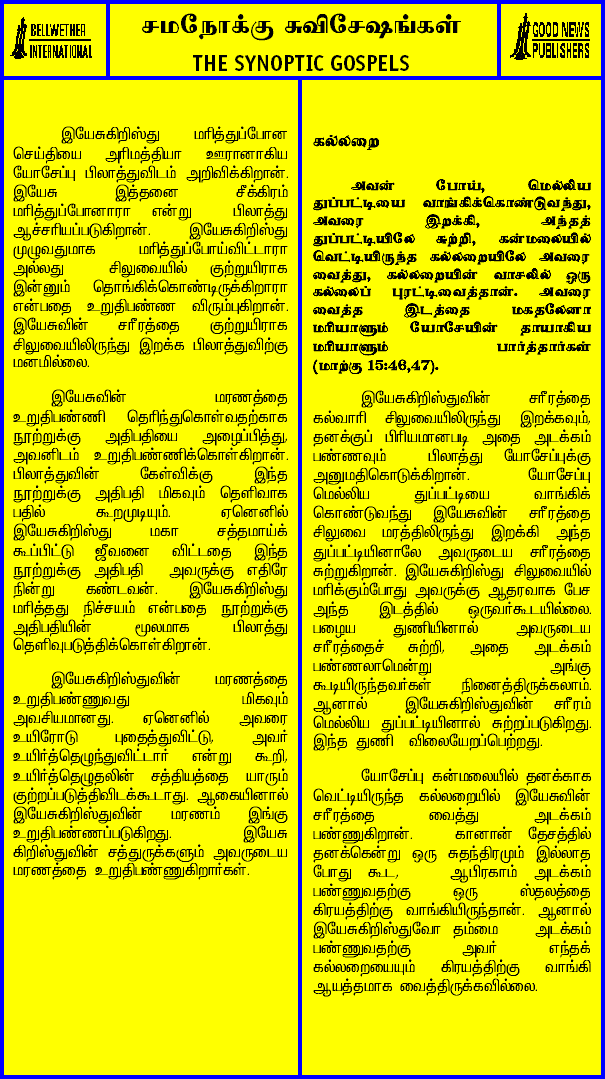 BELLWETHER
INTERNATIONAL
சமநோக்கு சுவிசேஷங்கள்
THE SYNOPTIC GOSPELS
GOOD NEWS
PUBLISHERS
இயேசுகிறிஸ்து மரித்துப்போன
செய்தியை அரிமத்தியா ஊரானாகிய
யோசேப்பு பிலாத்துவிடம் அறிவிக்கிறான்.
இயேசு இத்தனை சீக்கிரம்
மரித்துப்போனாரா என்று பிலாத்து
ஆச்சரியப்படுகிறான். இயேசுகிறிஸ்து
முழுவதுமாக மரித்துப்போய்விட்டாரா
அல்லது சிலுவையில் குற்றுயிராக
இன்னும் தொங்கிக்கொண்டிருக்கிறாரா
என்பதை உறுதிபண்ண விரும்புகிறான்.
இயேசுவின் சரீரத்தை குற்றுயிராக
சிலுவையிலிருந்து இறக்க பிலாத்துவிற்கு
மனமில்லை.
இயேசுவின் மரணத்தை
உறுதிபண்ணி தெரிந்துகொள்வதற்காக
நூற்றுக்கு அதிபதியை அழைப்பித்து,
அவனிடம் உறுதிபண்ணிக்கொள்கிறான்.
பிலாத்துவின் கேள்விக்கு இந்த
நூற்றுக்கு அதிபதி மிகவும் தெளிவாக
பதில் கூறமுடியும். ஏனெனில்
இயேசுகிறிஸ்து மகா சத்தமாய்க்
கூப்பிட்டு ஜீவனை விட்டதை இந்த
நூற்றுக்கு அதிபதி அவருக்கு எதிரே
நின்று கண்டவன். இயேசுகிறிஸ்து
மரித்தது நிச்சயம் என்பதை நூற்றுக்கு
அதிபதியின் மூலமாக பிலாத்து
தெளிவுபடுத்திக்கொள்கிறான்.
இயேசுகிறிஸ்துவின் மரணத்தை
உறுதிபண்ணுவது மிகவும்
அவசியமானது. ஏனெனில் அவரை
உயிரோடு புதைத்துவிட்டு, அவர்
உயிர்த்தெழுந்துவிட்டார் என்று கூறி,
உயிர்த்தெழுதலின் சத்தியத்தை யாரும்
குற்றப்படுத்திவிடக்கூடாது. ஆகையினால்
இயேசுகிறிஸ்துவின் மரணம் இங்கு
உறுதிபண்ணப்படுகிறது. இயேசு
கிறிஸ்துவின் சத்துருக்களும் அவருடைய
மரணத்தை உறுதிபண்ணுகிறார்கள்.
கல்லறை
அவன் போய், மெல்லிய
துப்பட்டியை வாங்கிக்கொண்டுவந்து,
அவரை இறக்கி, அந்தத்
துப்பட்டியிலே சுற்றி, கன்மலையில்
வெட்டியிருந்த கல்லறையிலே அவரை
வைத்து, கல்லறையின் வாசலில் ஒரு
கல்லைப் புரட்டிவைத்தான். அவரை
வைத்த இடத்தை மகதலேனா
மரியாளும் யோசேயின் தாயாகிய
மரியாளும் பார்த்தார்கள்
(மாற்கு 15:46,47).
இயேசுகிறிஸ்துவின் சரீரத்தை
கல்வாரி சிலுவையிலிருந்து இறக்கவும்,
தனக்குப் பிரியமானபடி அதை அடக்கம்
பண்ணவும் பிலாத்து யோசேப்புக்கு
அனுமதிகொடுக்கிறான். யோசேப்பு
மெல்லிய துப்பட்டியை வாங்கிக்
கொண்டுவந்து இயேசுவின் சரீரத்தை
சிலுவை மரத்திலிருந்து இறக்கி அந்த
துப்பட்டியினாலே அவருடைய சரீரத்தை
சுற்றுகிறான். இயேசுகிறிஸ்து சிலுவையில்
மரிக்கும்போது அவருக்கு ஆதரவாக பேச
அந்த இடத்தில் ஒருவர்கூடயில்லை.
பழைய துணியினால் அவருடைய
சரீரத்தைச் சுற்றி, அதை அடக்கம்
பண்ணலாமென்று அங்கு
கூடியிருந்தவர்கள் நினைத்திருக்கலாம்.
ஆனால் இயேசுகிறிஸ்துவின் சரீரம்
மெல்லிய துப்பட்டியினால் சுற்றப்படுகிறது.
இந்த துணி விலையேறப்பெற்றது.
யோசேப்பு கன்மலையில் தனக்காக
வெட்டியிருந்த கல்லறையில் இயேசுவின்
சரீரத்தை வைத்து அடக்கம்
பண்ணுகிறான். கானான் தேசத்தில்
தனக்கென்று ஒரு சுதந்திரமும் இல்லாத
போது கூட, ஆபிரகாம் அடக்கம்
பண்ணுவதற்கு ஒரு ஸ்தலத்தை
கிரயத்திற்கு வாங்கியிருந்தான். ஆனால்
இயேசுகிறிஸ்துவோ தம்மை அடக்கம்
பண்ணுவதற்கு அவர் எந்தக்
கல்லறையையும் கிரயத்திற்கு வாங்கி
ஆயத்தமாக வைத்திருக்கவில்லை.